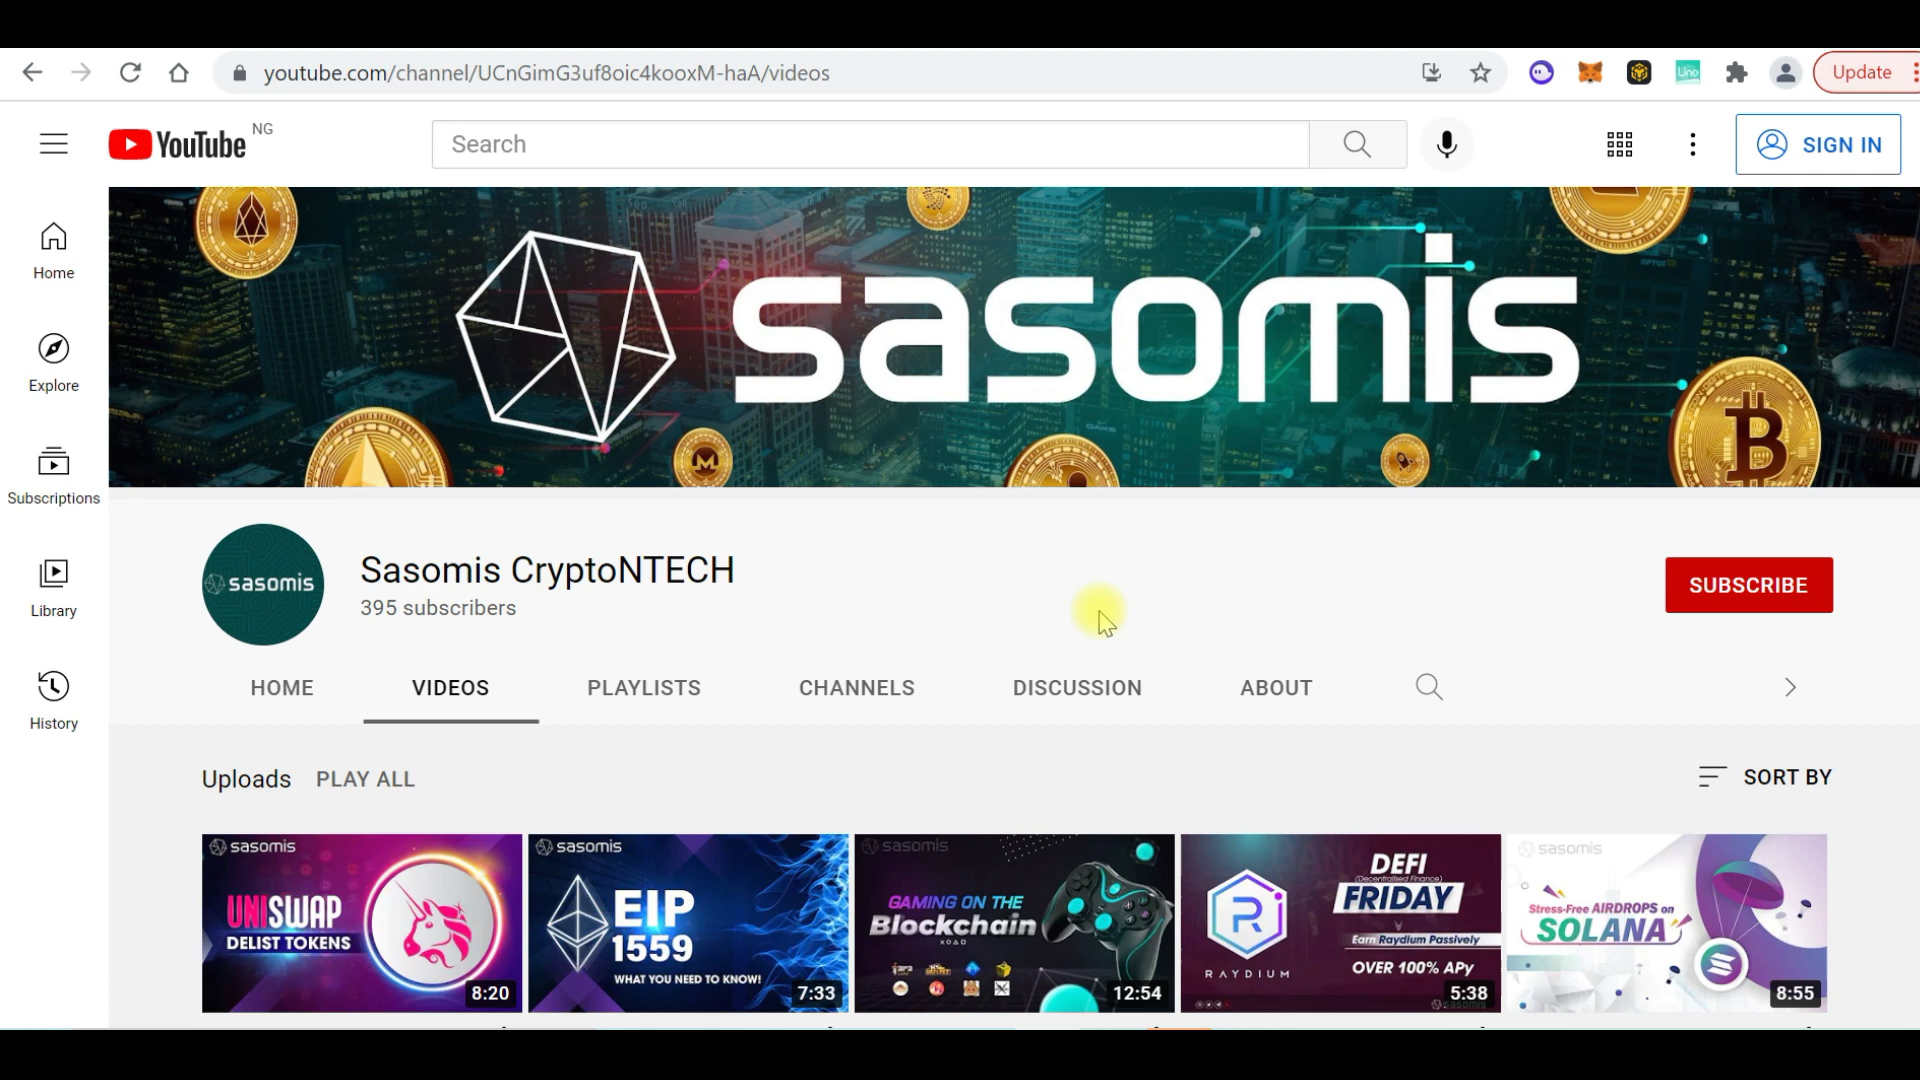 youtube.com/channel/UCnGimG3uf8oic4kooxM-haA/videos
Uno
Update
YouTube NG
Search
SIGN IN
Home
Explore
Subscriptions
Library
History
sasomis
sasomis
Sasomis CryptoNTECH
395 subscribers
SUBSCRIBE
HOME
VIDEOS
PLAYLISTS
CHANNELS
DISCUSSION
ABOUT
Uploads
PLAY ALL
SORT BY
sasomis
UNISWAP
DELIST TOKENS
8:20
sasomis
EIP
1559
WHAT YOU NEED TO KNOW!
7:33
sasomis
GAMING ON THE
Blockchain
12:54
DEFI
(Decentralised Finance)
FRIDAY
Earn Raydium Passively
OVER 100% APy
RAYDIUM
5:38
sasomis
Stress-Free AIRDROPS on
SOLANA
8:55